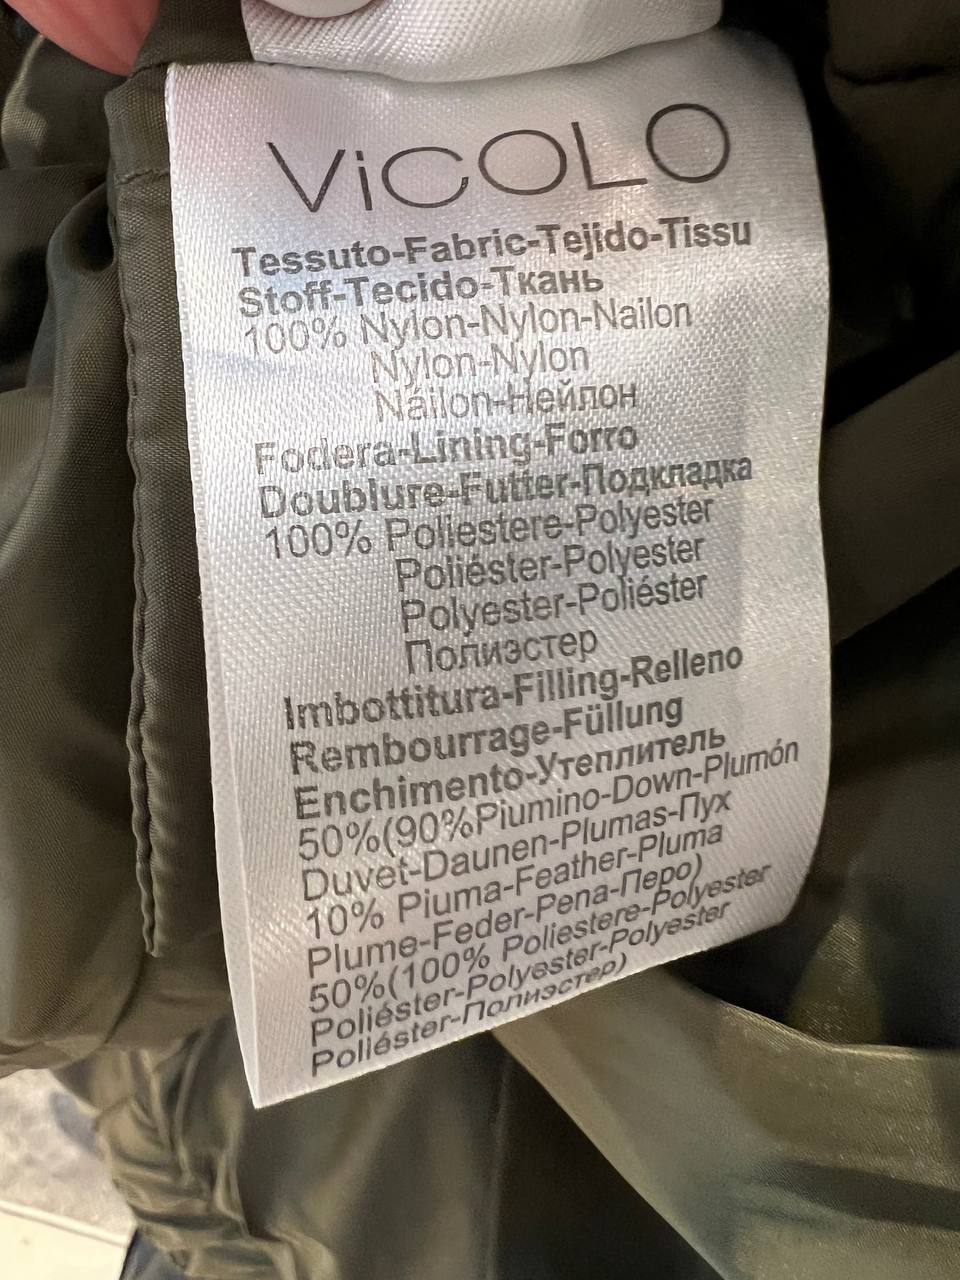 ViCOLO
Tessuto-Fabric-Tejido-Tissu
Stoff-Tecido-Ткань
100% Nylon-Nylon-Nailon
Nylon-Nylon
Náilon-Нейлон
Fodera-Lining-Forro
Doublure-Futter-Подкладка
100% Poliestere-Polyester
Poliéster-Polyester
Polyester-Poliéster
Полиэстер
Imbottitura-Filling-Relleno
Rembourrage-Füllung
Enchimento-Утеплитель
50%(90%Piumino-Down-Plumón
Duvet-Daunen-Plumas-Пух
10% Piuma-Feather-Pluma
Plume-Feder-Pena-Перо)
50%(100% Poliestere-Polyester
Poliéster-Polyester-Polyester
Poliéster-Полиэстер)